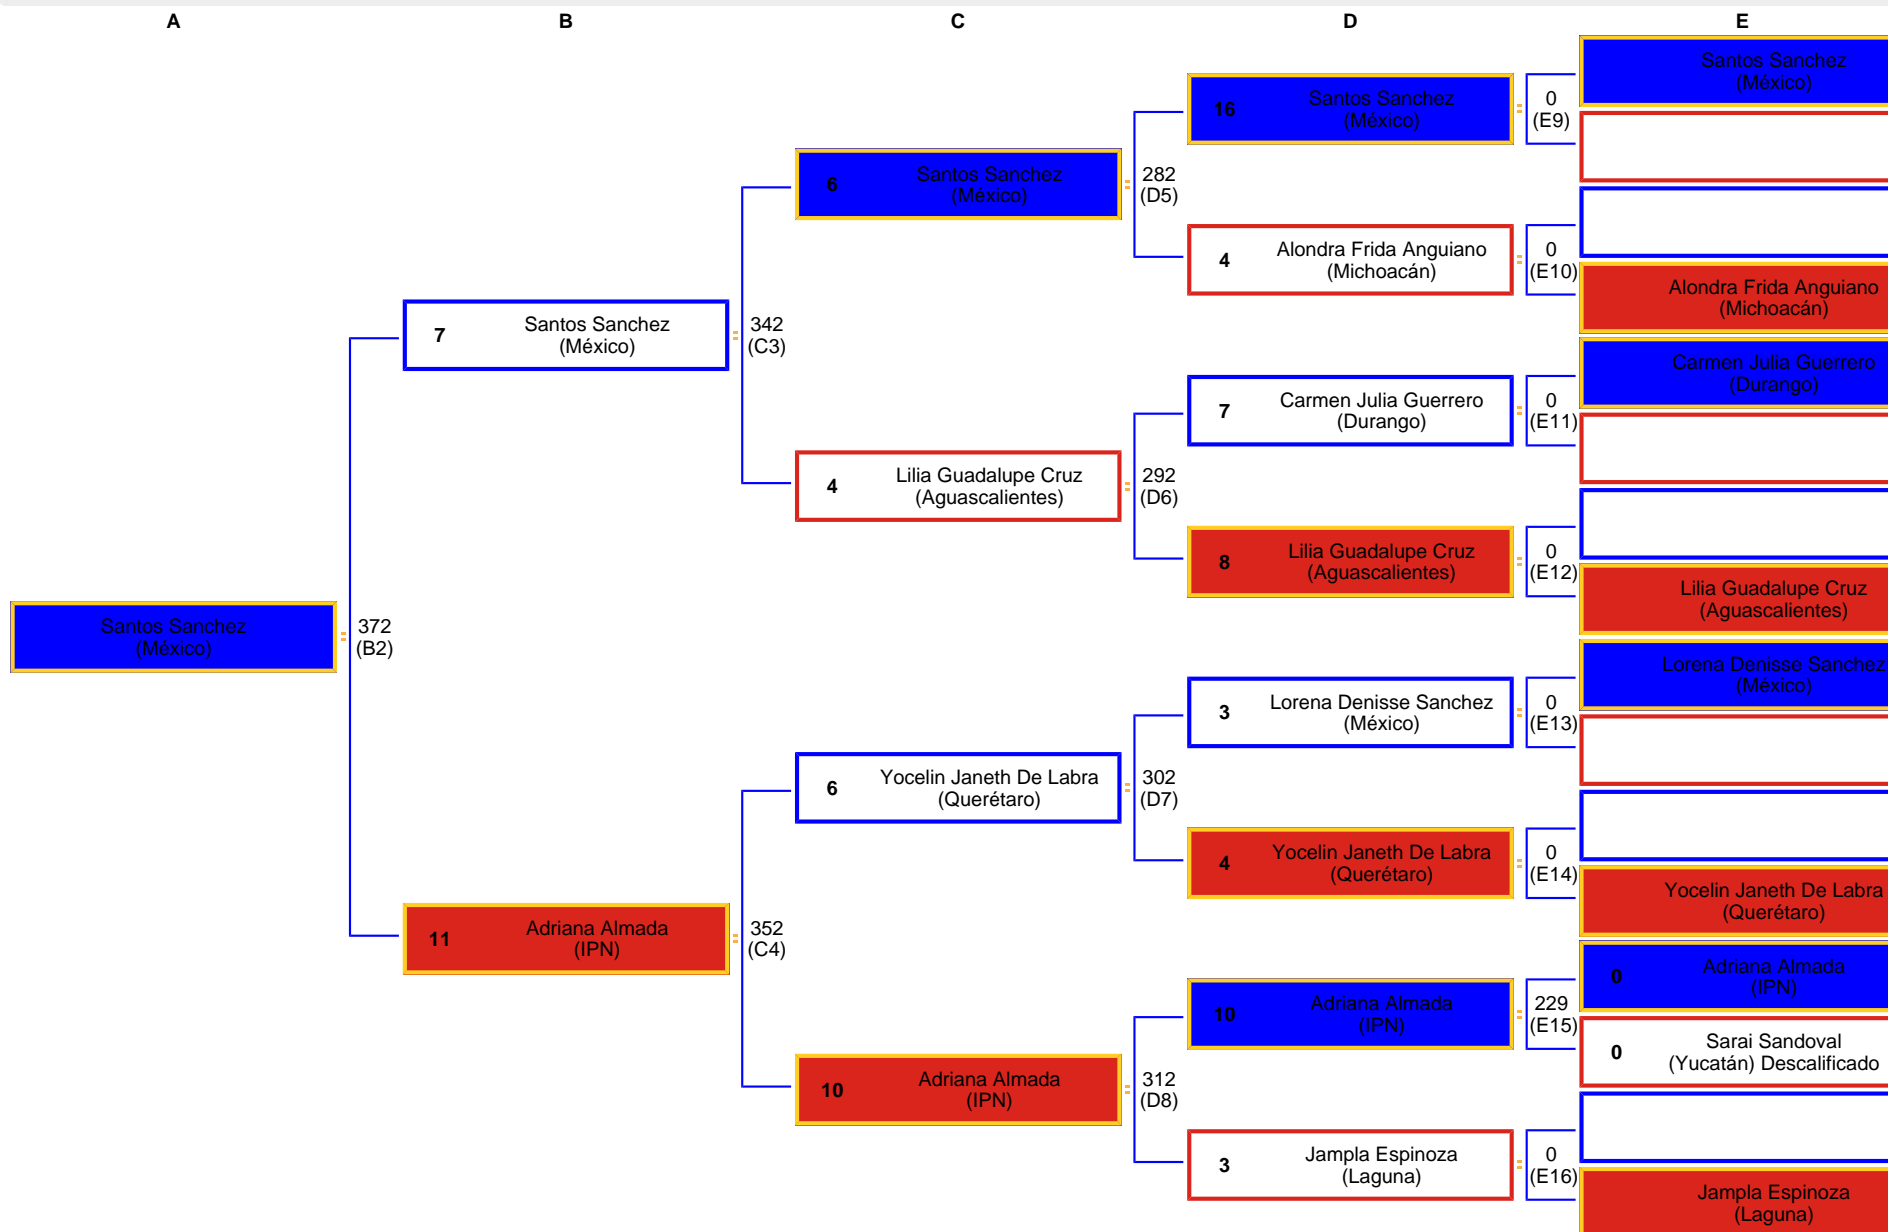 A
B
C
D
E
Santos Sanchez
(México)
372
(B2)
7
Santos Sanchez
(México)
342
(C3)
11
Adriana Almada
(IPN)
352
(C4)
6
Santos Sanchez
(México)
282
(D5)
4
Lilia Guadalupe Cruz
(Aguascalientes)
292
(D6)
6
Yocelin Janeth De Labra
(Querétaro)
302
(D7)
10
Adriana Almada
(IPN)
312
(D8)
16
Santos Sanchez
(México)
0
(E9)
4
Alondra Frida Anguiano
(Michoacán)
0
(E10)
7
Carmen Julia Guerrero
(Durango)
0
(E11)
8
Lilia Guadalupe Cruz
(Aguascalientes)
0
(E12)
3
Lorena Denisse Sanchez
(México)
0
(E13)
4
Yocelin Janeth De Labra
(Querétaro)
0
(E14)
10
Adriana Almada
(IPN)
229
(E15)
3
Jampla Espinoza
(Laguna)
0
(E16)
Santos Sanchez
(México)
Alondra Frida Anguiano
(Michoacán)
Carmen Julia Guerrero
(Durango)
Lilia Guadalupe Cruz
(Aguascalientes)
Lorena Denisse Sanchez
(México)
Yocelin Janeth De Labra
(Querétaro)
0
Adriana Almada
(IPN)
0
Sarai Sandoval
(Yucatán) Descalificado
Jampla Espinoza
(Laguna)